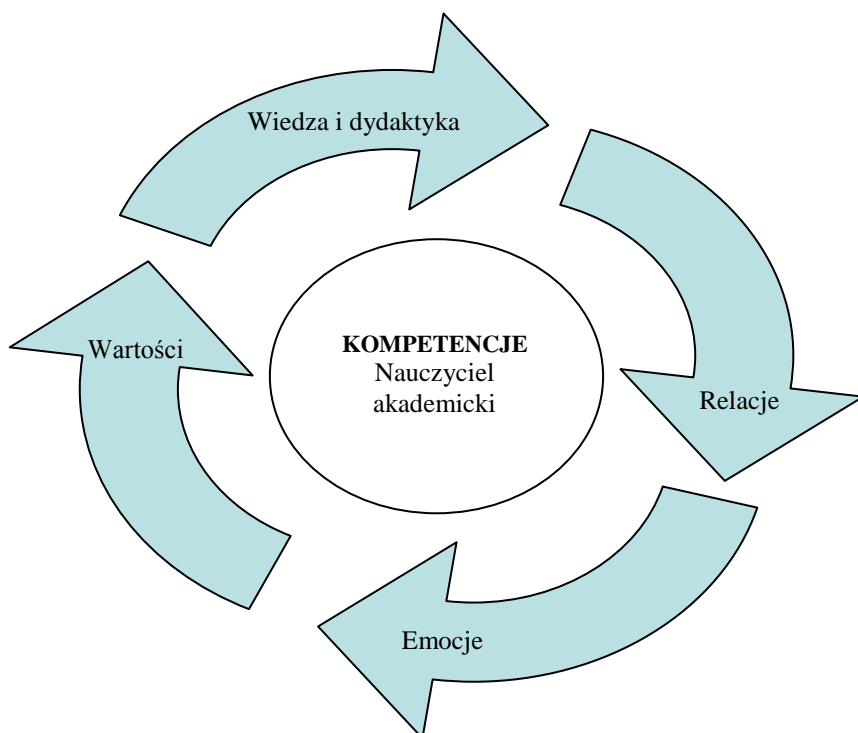 Wiedza i dydaktyka
Wartości
KOMPETENCJE
Nauczyciel
akademicki
Relacje
Emocje